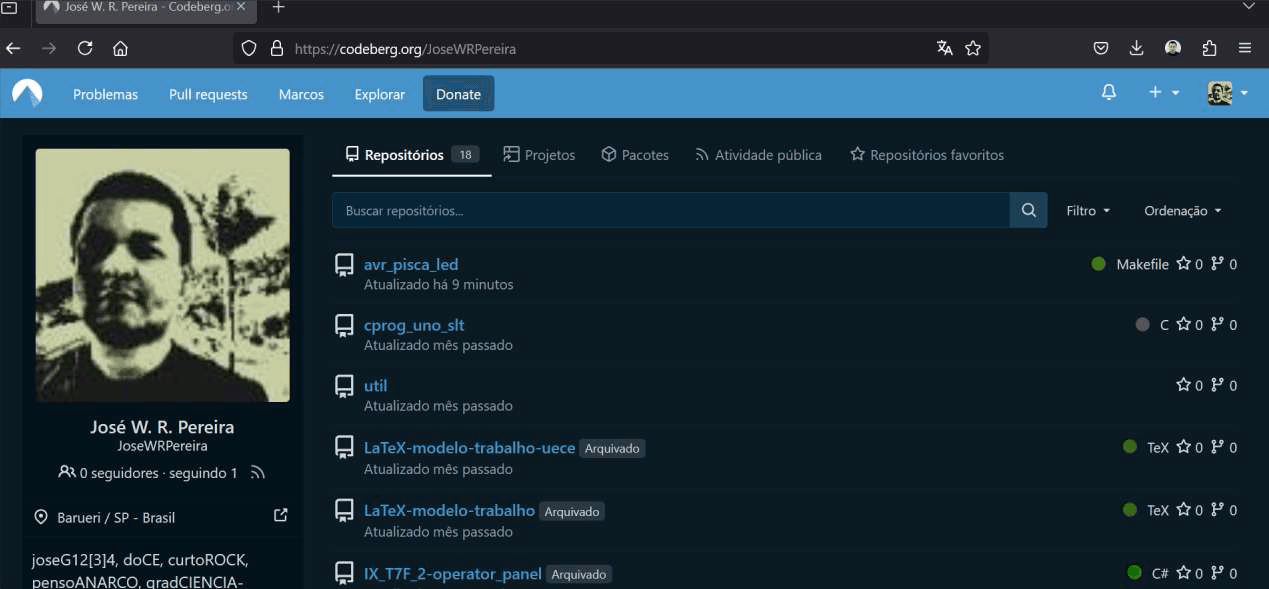 José W. R. Pereira - Codeberg.o
https://codeberg.org/JoseWRPereira
Problemas Pull requests Marcos Explorar Donate
Repositórios 18 Projetos Pacotes Atividade pública Repositórios favoritos
Buscar repositórios... Filtro Ordenação
avr_pisca_led Makefile 0 0
Atualizado há 9 minutos
cprog_uno_slt C 0 0
Atualizado mês passado
util 0 0
Atualizado mês passado
LaTeX-modelo-trabalho-uece Arquivado TeX 0 0
Atualizado mês passado
LaTeX-modelo-trabalho Arquivado TeX 0 0
Atualizado mês passado
IX_T7F_2-operator_panel Arquivado C# 0 0
José W. R. Pereira
JoseWRPereira
0 seguidores · seguindo 1
Barueri / SP - Brasil
joseG12[3]4, doCE, curtoROCK,
pensoANARCO, gradCIENCIA-